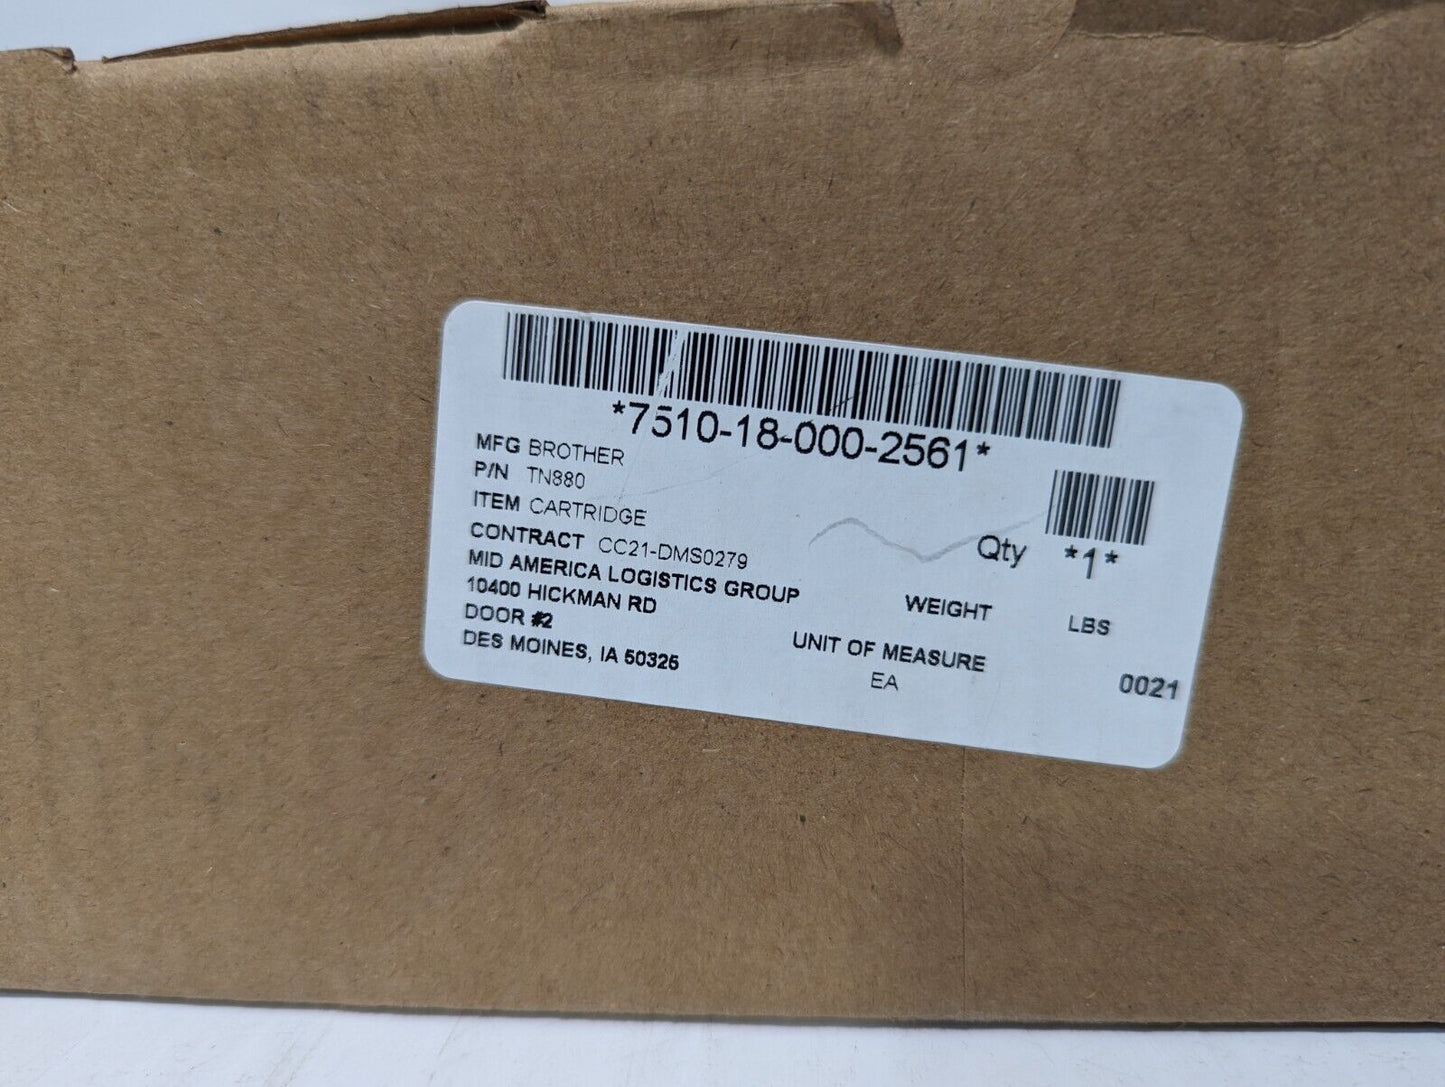 *7510-18-000-2561*
MFG BROTHER
P/N TN880
ITEM CARTRIDGE
CONTRACT CC21-DMS0279
MID AMERICA LOGISTICS GROUP
10400 HICKMAN RD
DOOR #2
DES MOINES, IA 50325
Qty *1*
WEIGHT LBS
UNIT OF MEASURE
EA
0021